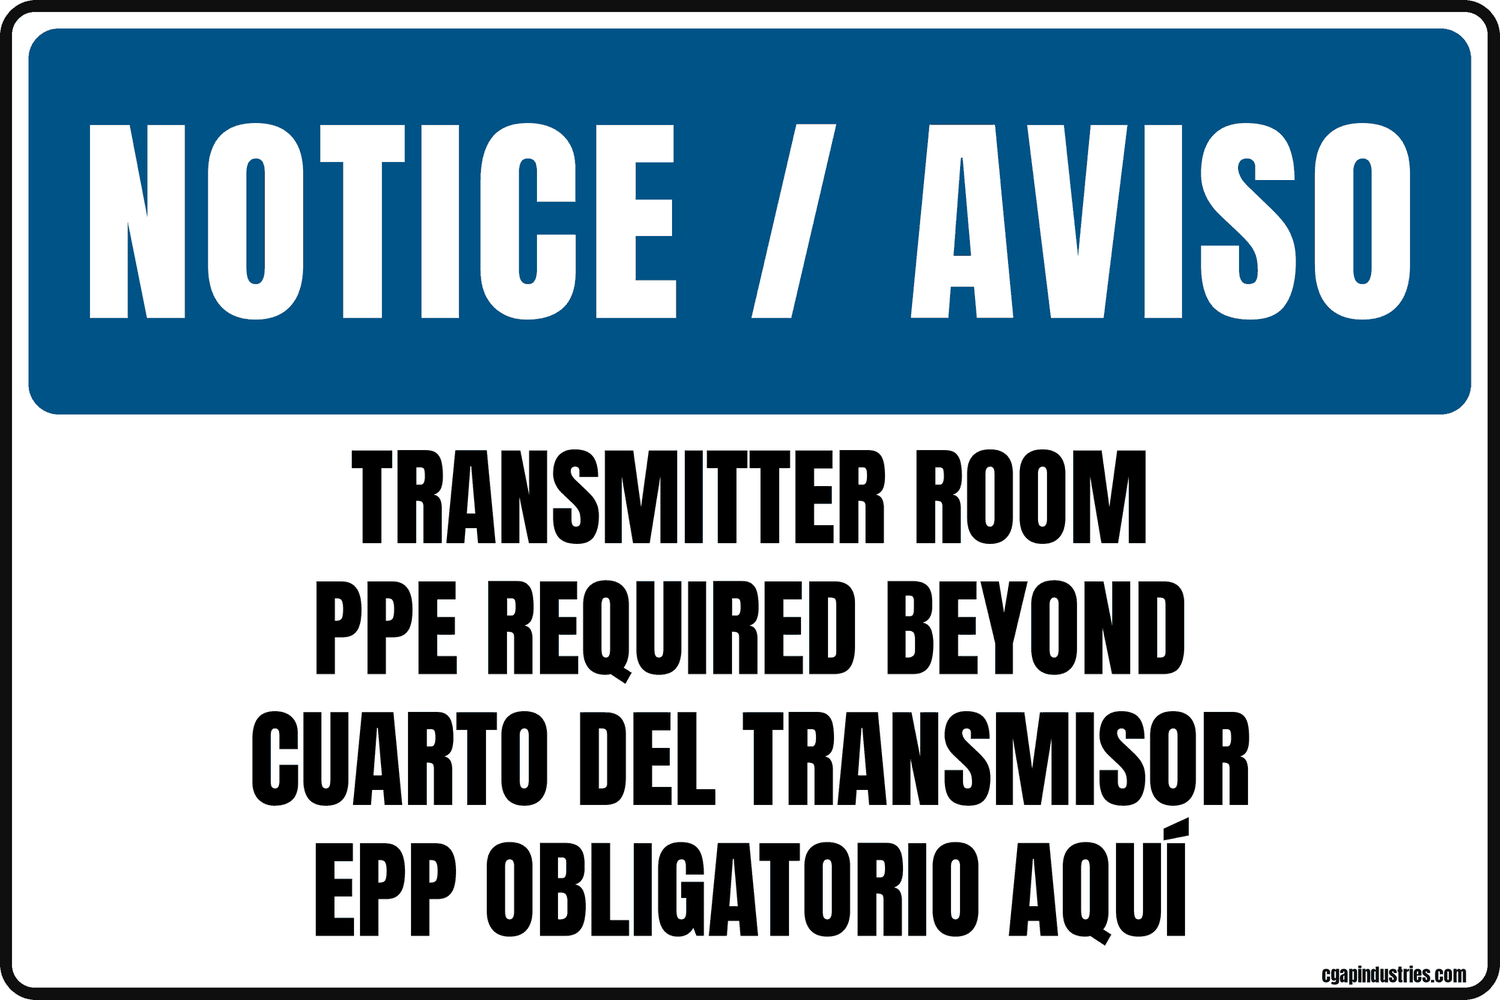 NOTICE / AVISO
TRANSMITTER ROOM
PPE REQUIRED BEYOND
CUARTO DEL TRANSMISOR
EPP OBLIGATORIO AQUÍ
cgapindustries.com